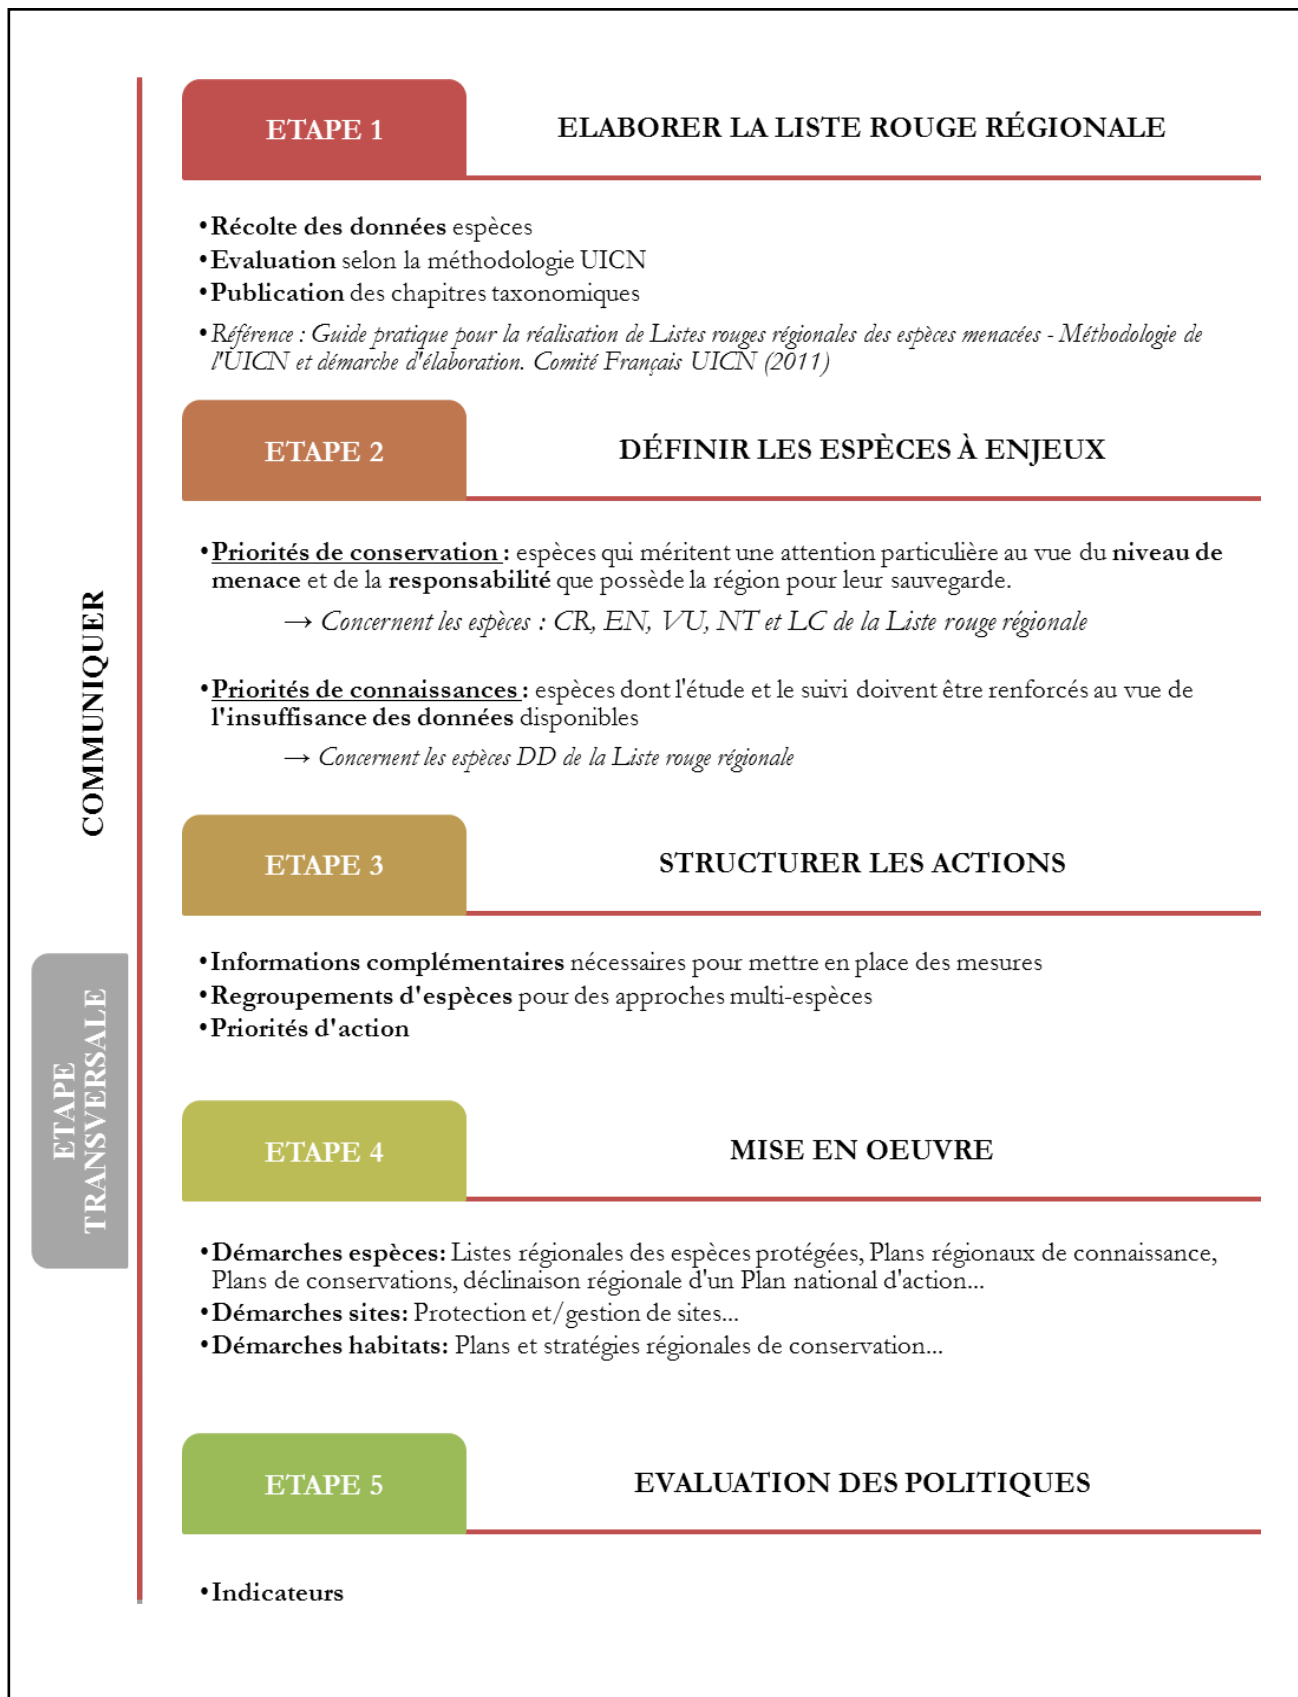 ETAPE 1
ELABORER LA LISTE ROUGE RÉGIONALE
•Récolte des données espèces
•Evaluation selon la méthodologie UICN
•Publication des chapitres taxonomiques
•Référence : Guide pratique pour la réalisation de Listes rouges régionales des espèces menacées - Méthodologie de
l'UICN et démarche d'élaboration. Comité Français UICN (2011)
ETAPE 2
DÉFINIR LES ESPÈCES À ENJEUX
•Priorités de conservation : espèces qui méritent une attention particulière au vue du niveau de
menace et de la responsabilité que possède la région pour leur sauvegarde.
→ Concernent les espèces : CR, EN, VU, NT et LC de la Liste rouge régionale
•Priorités de connaissances : espèces dont l'étude et le suivi doivent être renforcés au vue de
l'insuffisance des données disponibles
→ Concernent les espèces DD de la Liste rouge régionale
ETAPE 3
STRUCTURER LES ACTIONS
•Informations complémentaires nécessaires pour mettre en place des mesures
•Regroupements d'espèces pour des approches multi-espèces
•Priorités d'action
ETAPE 4
MISE EN OEUVRE
•Démarches espèces: Listes régionales des espèces protégées, Plans régionaux de connaissance,
Plans de conservations, déclinaison régionale d'un Plan national d'action...
•Démarches sites: Protection et/gestion de sites...
•Démarches habitats: Plans et stratégies régionales de conservation...
ETAPE 5
EVALUATION DES POLITIQUES
•Indicateurs
COMMUNIQUER
ETAPE
TRANSVERSALE